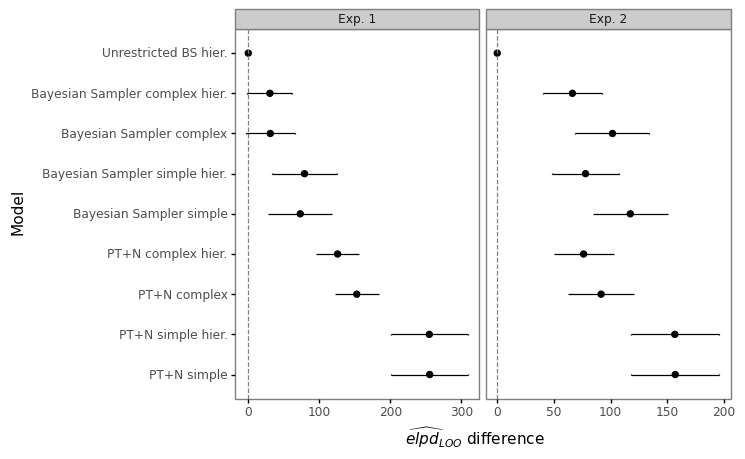 Exp. 1
Exp. 2
Unrestricted BS hier.
Bayesian Sampler complex hier.
Bayesian Sampler complex
Bayesian Sampler simple hier.
Bayesian Sampler simple
PT+N complex hier.
PT+N complex
PT+N simple hier.
PT+N simple
Model
0 100 200 300
0 50 100 150 200
elpd_LOO difference